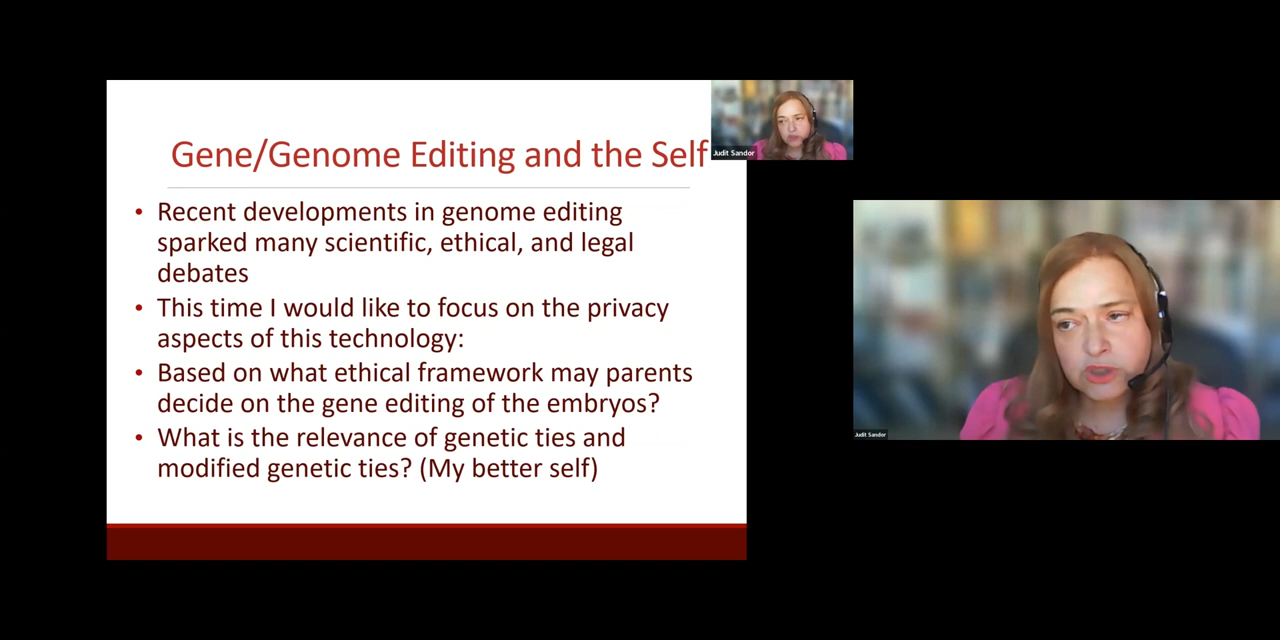 Gene/Genome Editing and the Self
• Recent developments in genome editing
sparked many scientific, ethical, and legal
debates
• This time I would like to focus on the privacy
aspects of this technology:
• Based on what ethical framework may parents
decide on the gene editing of the embryos?
• What is the relevance of genetic ties and
modified genetic ties? (My better self)
Judit Sandor
Judit Sandor